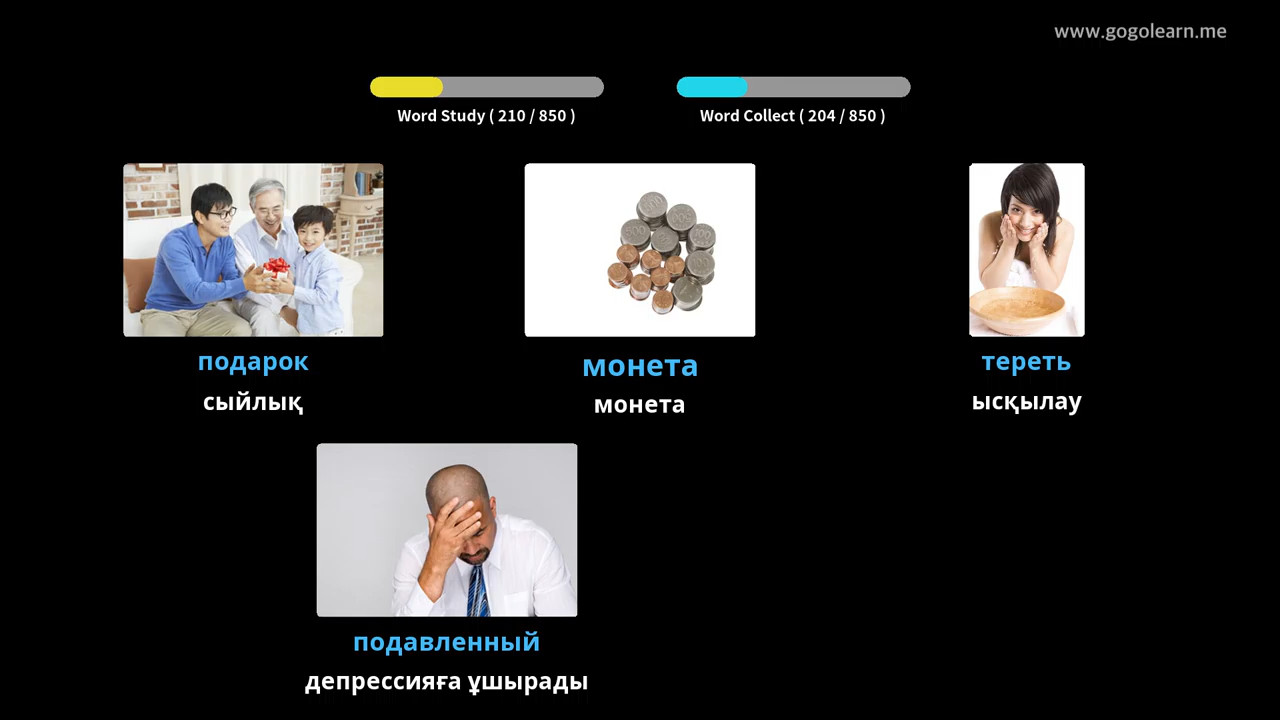 www.gogolearn.me
Word Study ( 210 / 850 )
Word Collect ( 204 / 850 )
подарок
сыйлық
монета
монета
тереть
ысқылау
подавленный
депрессияға ұшырады